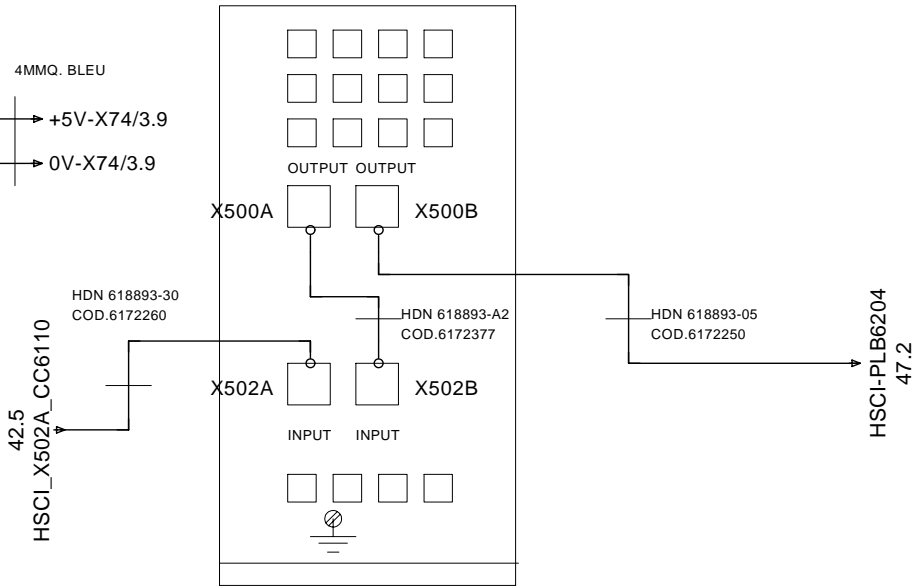 4MMQ. BLEU
+5V-X74/3.9
0V-X74/3.9
OUTPUT OUTPUT
X500A
X500B
HDN 618893-30
COD.6172260
HDN 618893-A2
COD.6172377
HDN 618893-05
COD.6172250
X502A
X502B
INPUT INPUT
42.5
HSCI_X502A_CC6110
HSCI-PLB6204
47.2